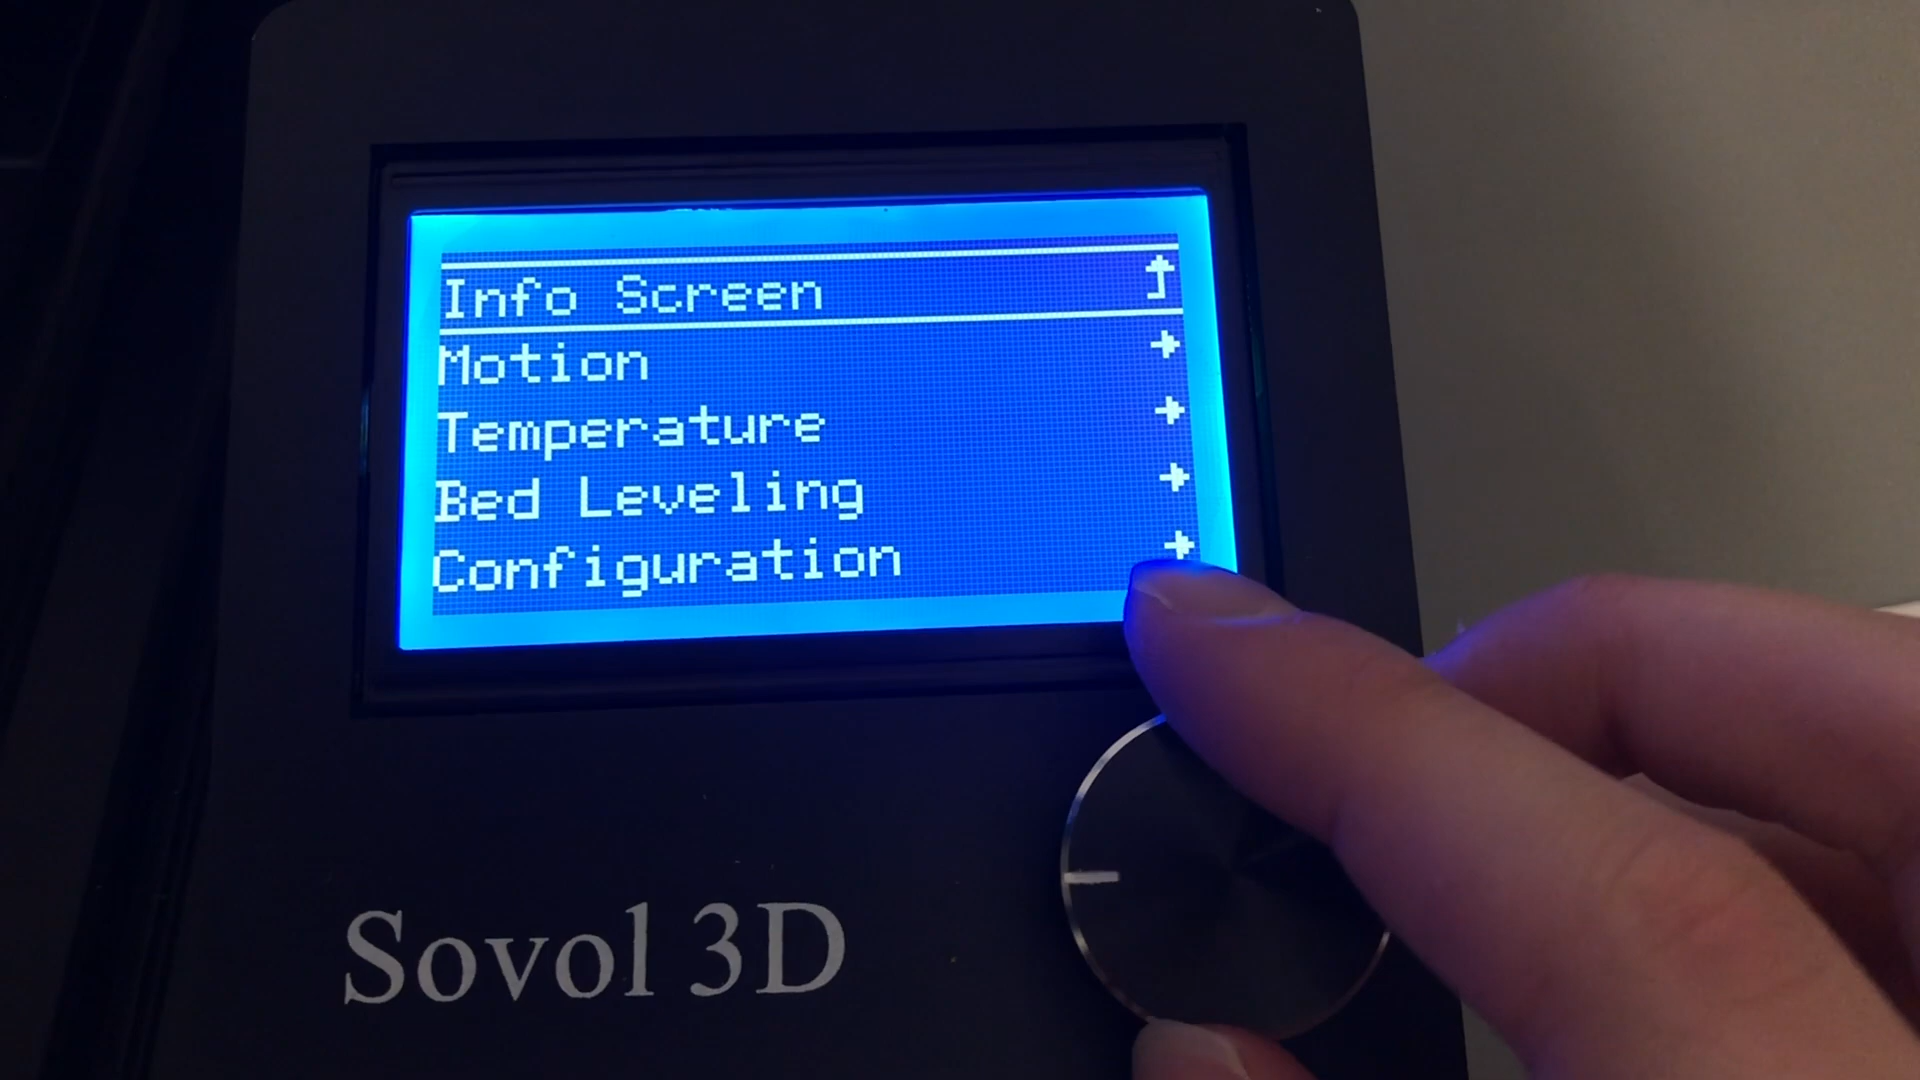 Info Screen
Motion
Temperature
Bed Leveling
Configuration
Sovol 3D